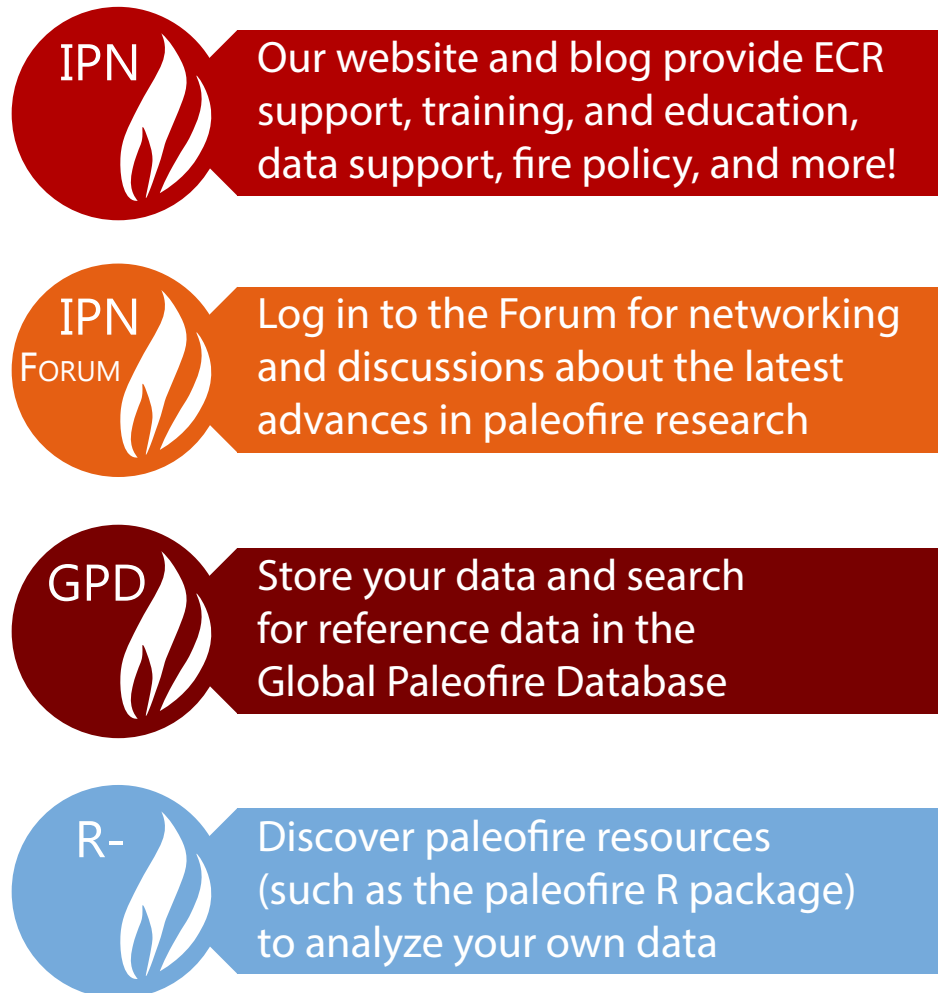 IPN
Our website and blog provide ECR
support, training, and education,
data support, fire policy, and more!
IPN
FORUM
Log in to the Forum for networking
and discussions about the latest
advances in paleofire research
GPD
Store your data and search
for reference data in the
Global Paleofire Database
R-
Discover paleofire resources
(such as the paleofire R package)
to analyze your own data